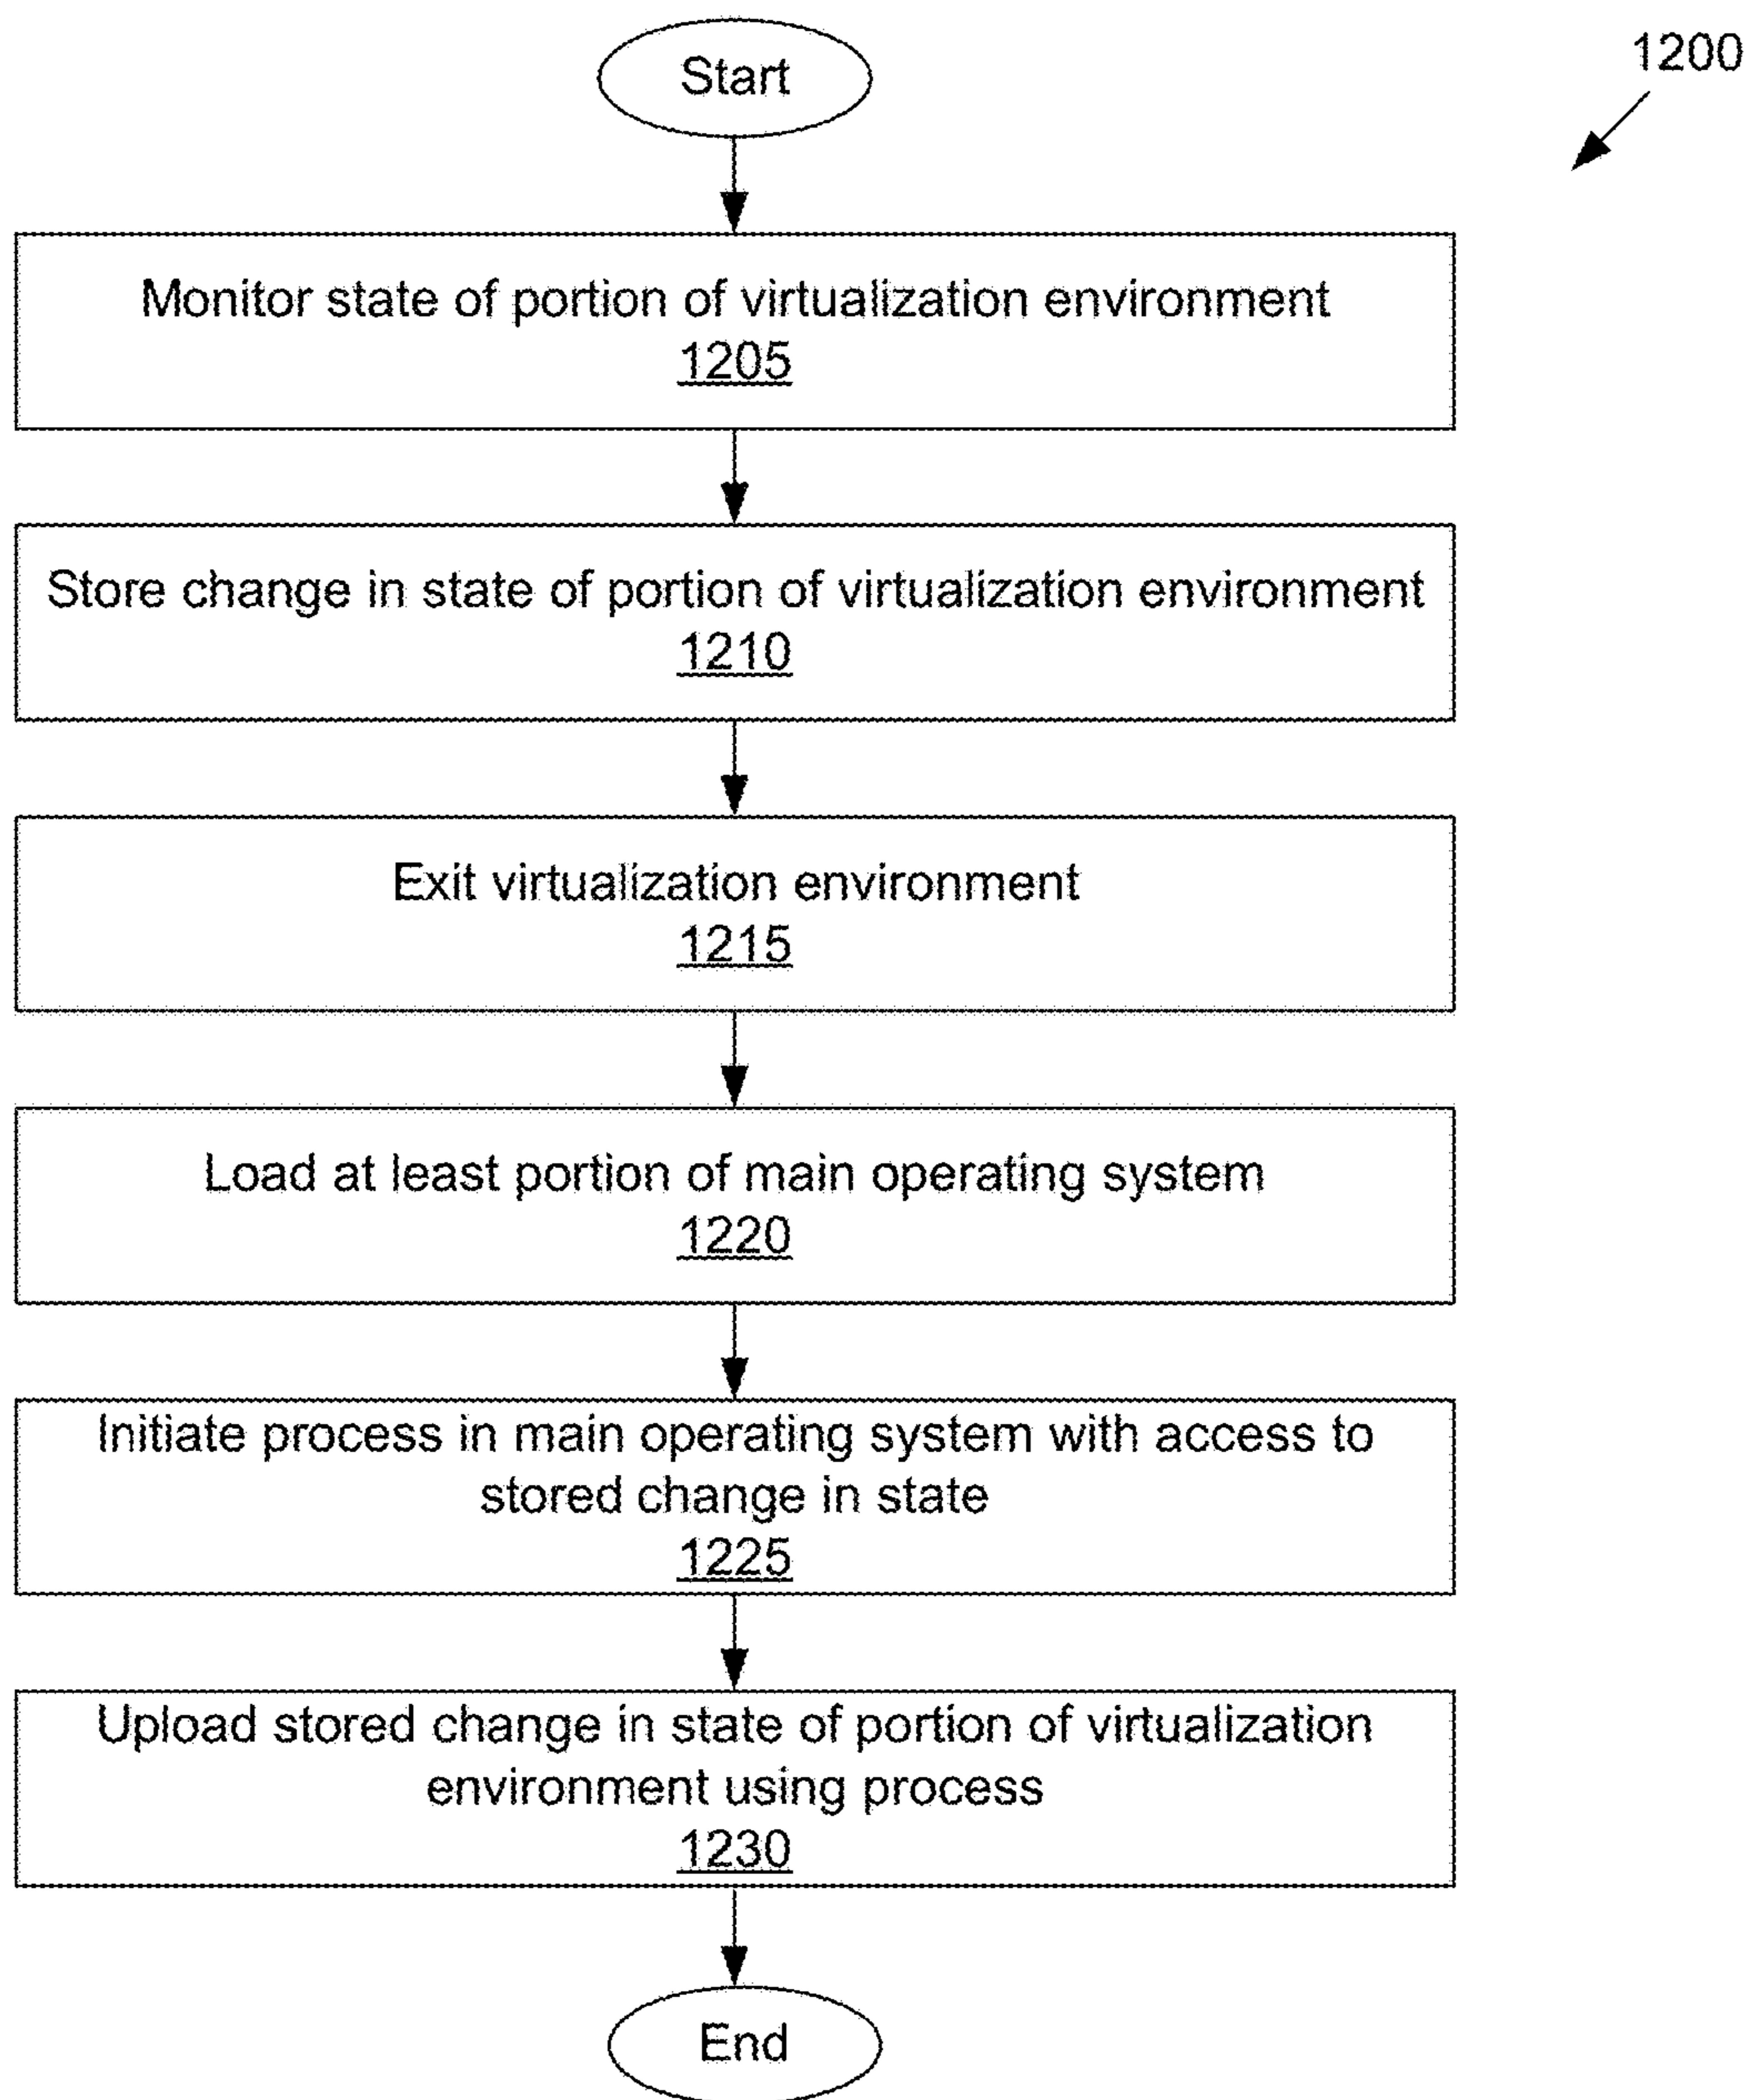 Start
1200
Monitor state of portion of virtualization environment
1205
Store change in state of portion of virtualization environment
1210
Exit virtualization environment
1215
Load at least portion of main operating system
1220
Initiate process in main operating system with access to
stored change in state
1225
Upload stored change in state of portion of virtualization
environment using process
1230
End